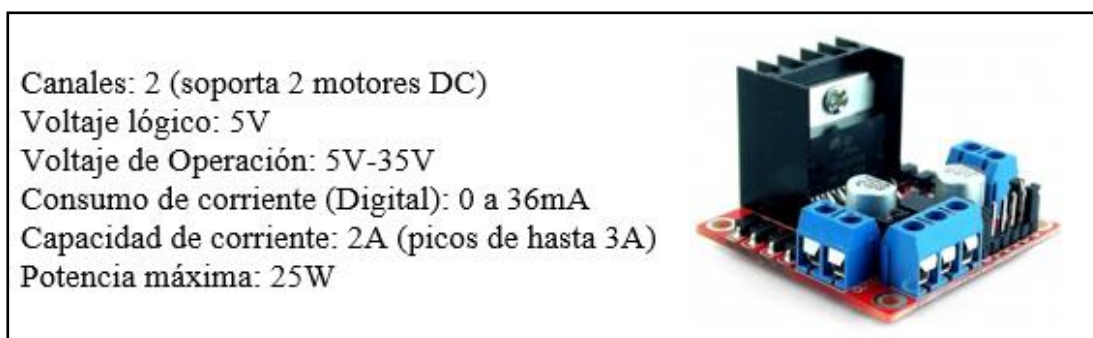 Canales: 2 (soporta 2 motores DC)
Voltaje lógico: 5V
Voltaje de Operación: 5V-35V
Consumo de corriente (Digital): 0 a 36mA
Capacidad de corriente: 2A (picos de hasta 3A)
Potencia máxima: 25W